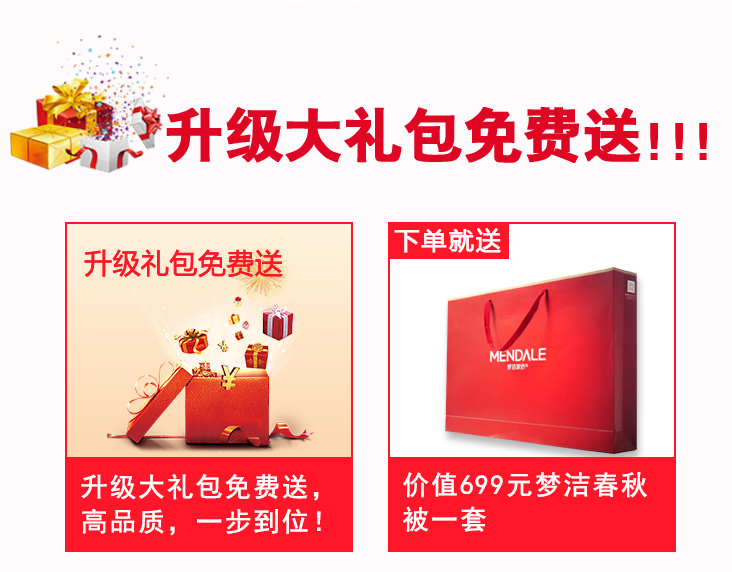 升级大礼包免费送!!!
升级礼包免费送
升级大礼包免费送，
高品质，一步到位！
下单就送
MENDALE
价值699元梦洁春秋
被一套